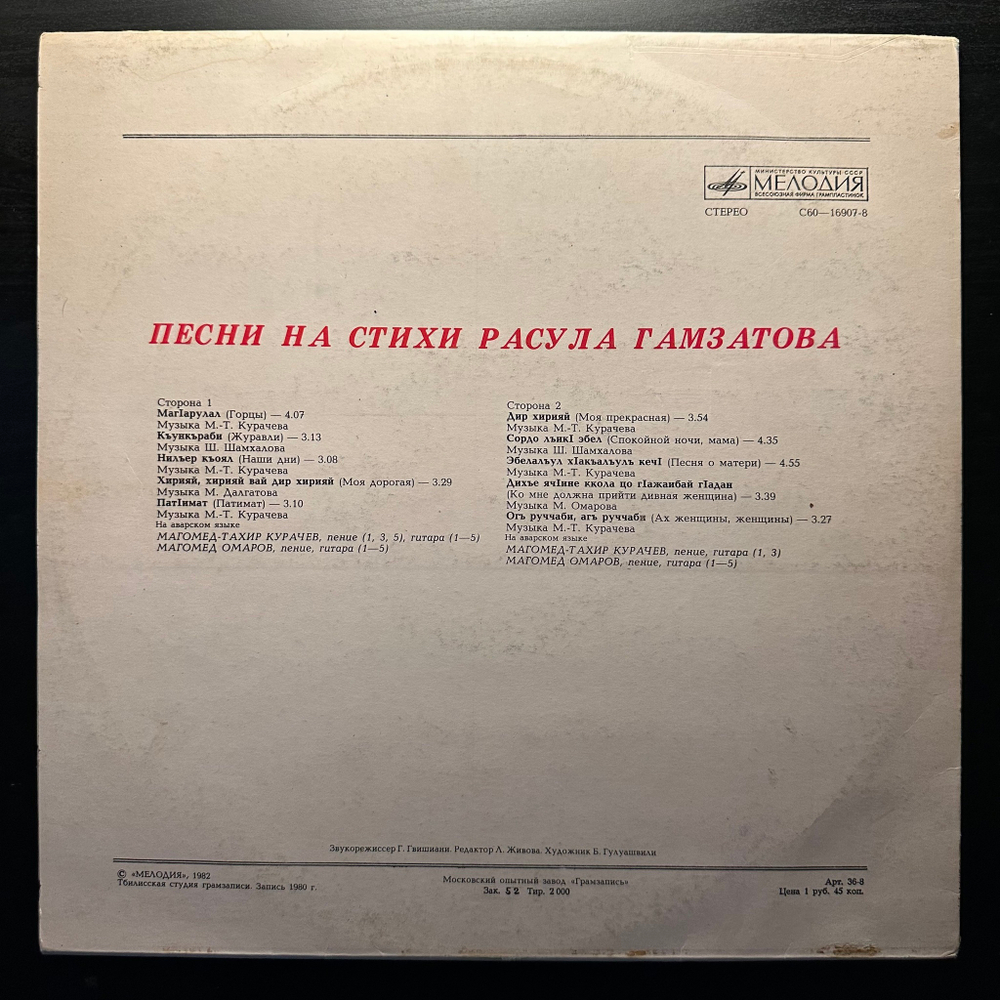 МИНИСТЕРСТВО КУЛЬТУРЫ СССР
МЕЛОДИЯ
ВСЕСОЮЗНАЯ ФИРМА ГРАМПЛАСТИНОК
СТЕРЕО С60—16907-8
ПЕСНИ НА СТИХИ РАСУЛА ГАМЗАТОВА
Сторона 1
МагIарулал (Горцы) — 4.07
Музыка М.-Т. Курачева
Къункъраби (Журавли) — 3.13
Музыка Ш. Шамхалова
Нилъер къоял (Наши дни) — 3.08
Музыка М.-Т. Курачева
Хирияй, хирияй вай дир хирияй (Моя дорогая) — 3.29
Музыка М. Далгатова
ПатIимат (Патимат) — 3.10
Музыка М.-Т. Курачева
На аварском языке
МАГОМЕД-ТАХИР КУРАЧЕВ, пение (1, 3, 5), гитара (1—5)
МАГОМЕД ОМАРОВ, пение, гитара (1—5)
Сторона 2
Дир хирияй (Моя прекрасная) — 3.54
Музыка М.-Т. Курачева
Сордо лъикI эбел (Спокойной ночи, мама) — 4.35
Музыка Ш. Шамхалова
Эбелалъул хIакъалъулъ кечI (Песня о матери) — 4.55
Музыка М.-Т. Курачева
Дихъе ячIине ккола цо гIажаибай гIадан
(Ко мне должна прийти дивная женщина) — 3.39
Музыка М. Омарова
Огъ руччаби, агъ руччаби (Ах женщины, женщины) — 3.27
Музыка М.-Т. Курачева
На аварском языке
МАГОМЕД-ТАХИР КУРАЧЕВ, пение, гитара (1, 3)
МАГОМЕД ОМАРОВ, пение, гитара (1—5)
Звукорежиссер Г. Гвишиани. Редактор Л. Живова. Художник Б. Гулуашвили
© «МЕЛОДИЯ», 1982
Тбилисская студия грамзаписи. Запись 1980 г.
Московский опытный завод «Грамзапись»
Зак. 52 Тир. 2000
Арт. 36-8
Цена 1 руб. 45 коп.